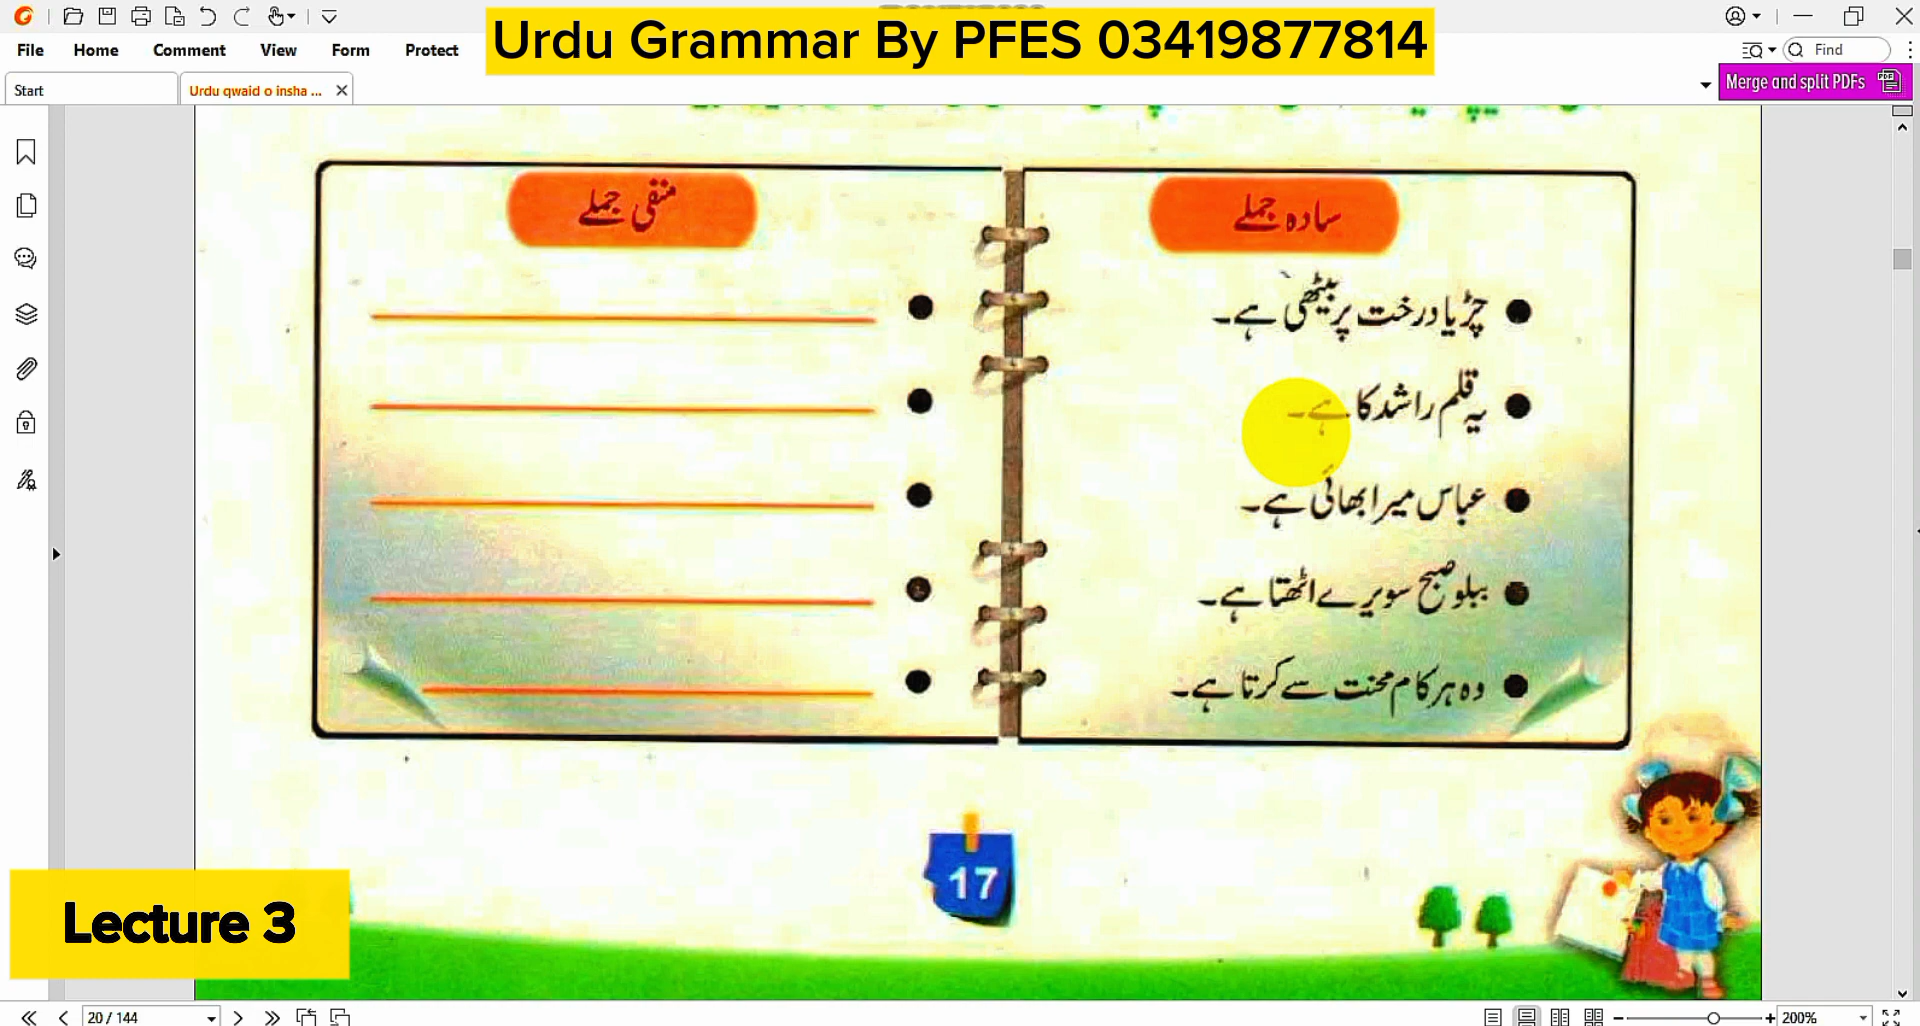 Urdu Grammar By PFES 03419877814
File Home Comment View Form Protect
Find
Start
Urdu qwaid o insha ...
Merge and split PDFs
سادہ جملے
منفی جملے
چڑیا درخت پر بیٹھی ہے۔
یہ قلم راشد کا ہے۔
عباس میرا بھائی ہے۔
ببلو صبح سویرے اٹھتا ہے۔
وہ ہر کام محنت سے کرتا ہے۔
17
Lecture 3
20 / 144
200%